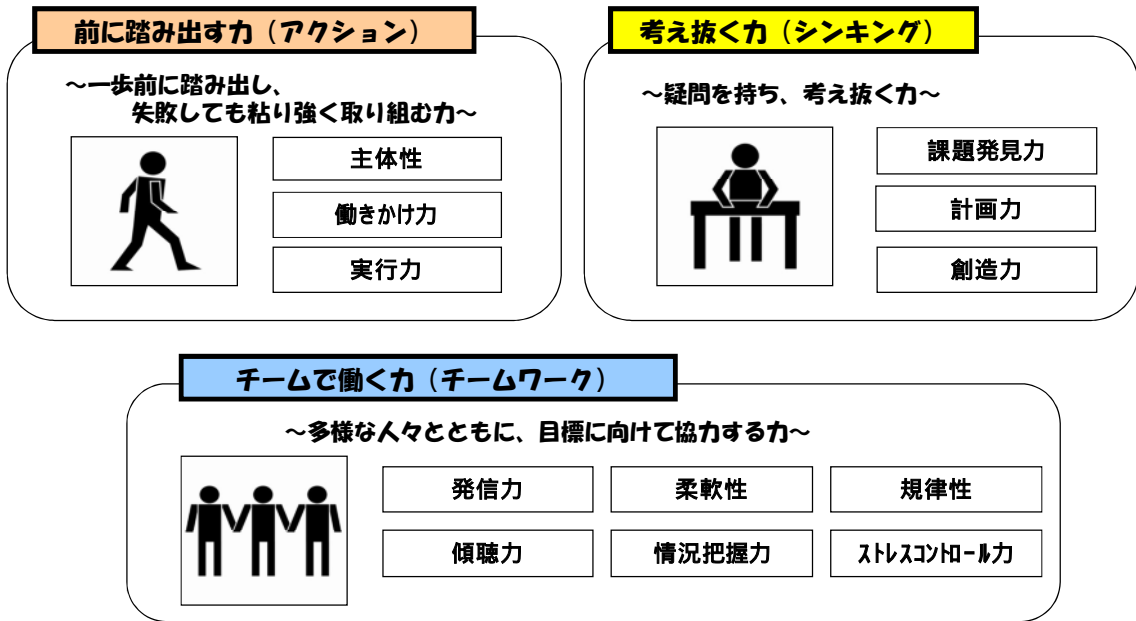 前に踏み出す力（アクション）
～一歩前に踏み出し、
失敗しても粘り強く取り組む力～
主体性
働きかけ力
実行力
考え抜く力（シンキング）
～疑問を持ち、考え抜く力～
課題発見力
計画力
創造力
チームで働く力（チームワーク）
～多様な人々とともに、目標に向けて協力する力～
発信力
柔軟性
規律性
傾聴力
情況把握力
ストレスコントロール力